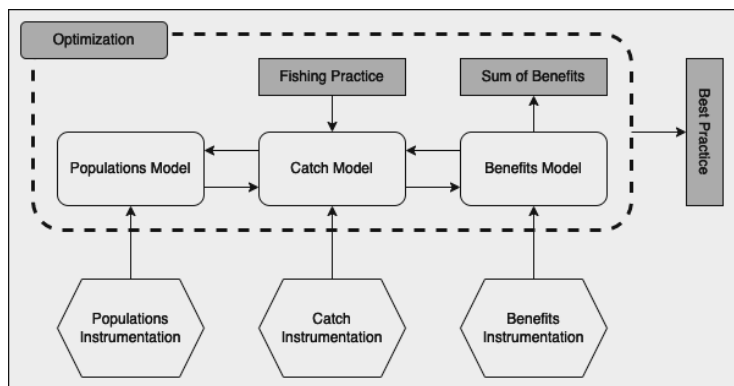 Optimization
Fishing Practice
Sum of Benefits
Best Practice
Populations Model
Catch Model
Benefits Model
Populations
Instrumentation
Catch
Instrumentation
Benefits
Instrumentation